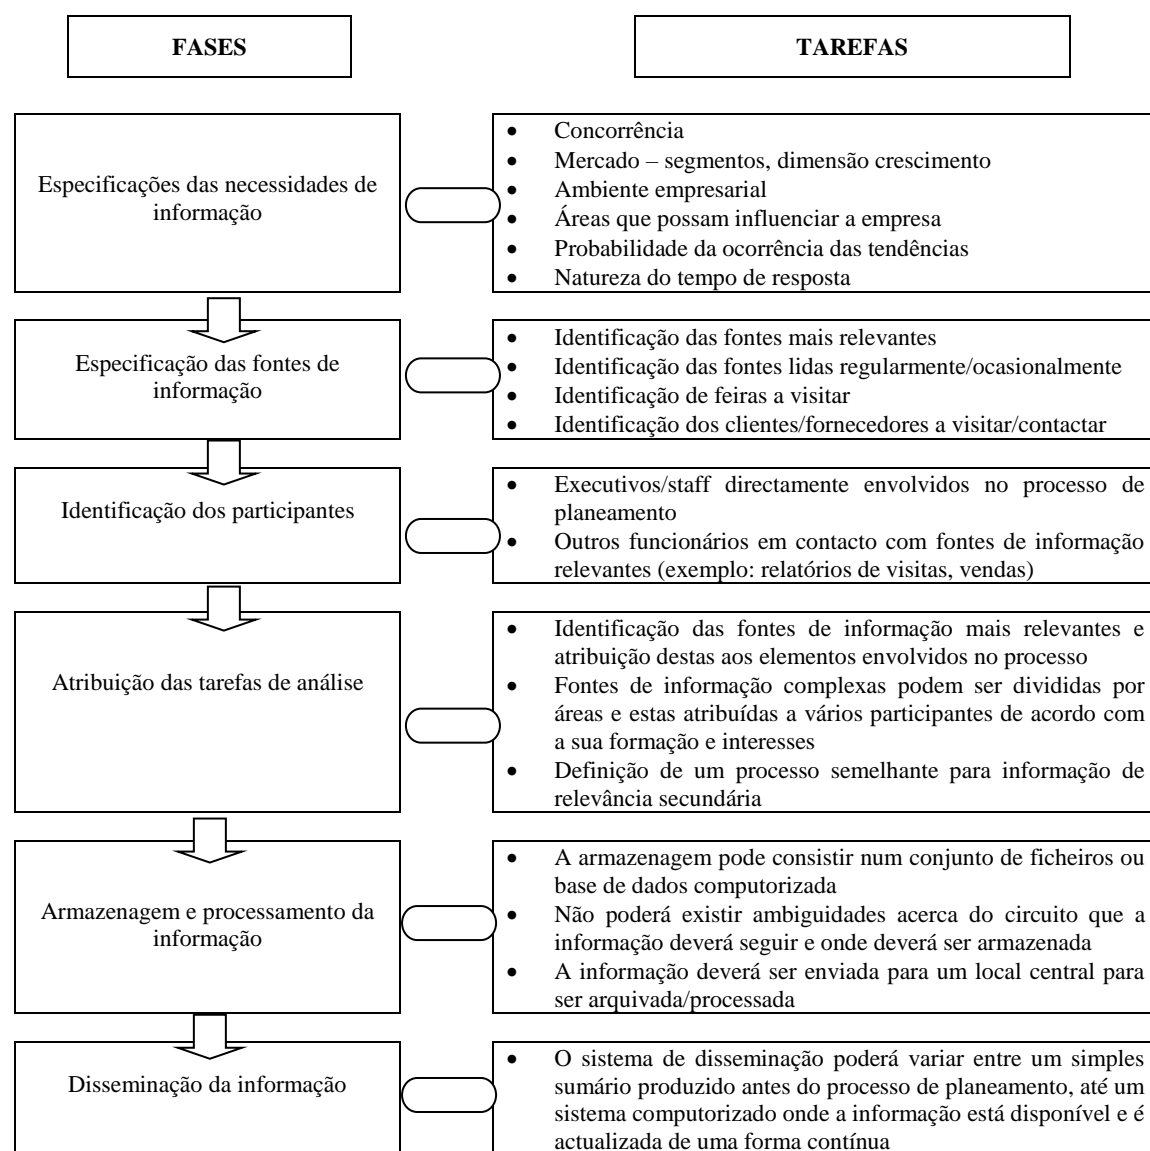 FASES
TAREFAS
Especificações das necessidades de
informação
• Concorrência
• Mercado – segmentos, dimensão crescimento
• Ambiente empresarial
• Áreas que possam influenciar a empresa
• Probabilidade da ocorrência das tendências
• Natureza do tempo de resposta
Especificação das fontes de
informação
• Identificação das fontes mais relevantes
• Identificação das fontes lidas regularmente/ocasionalmente
• Identificação de feiras a visitar
• Identificação dos clientes/fornecedores a visitar/contactar
Identificação dos participantes
• Executivos/staff directamente envolvidos no processo de
planeamento
• Outros funcionários em contacto com fontes de informação
relevantes (exemplo: relatórios de visitas, vendas)
Atribuição das tarefas de análise
• Identificação das fontes de informação mais relevantes e
atribuição destas aos elementos envolvidos no processo
• Fontes de informação complexas podem ser divididas por
áreas e estas atribuídas a vários participantes de acordo com
a sua formação e interesses
• Definição de um processo semelhante para informação de
relevância secundária
Armazenagem e processamento da
informação
• A armazenagem pode consistir num conjunto de ficheiros ou
base de dados computorizada
• Não poderá existir ambiguidades acerca do circuito que a
informação deverá seguir e onde deverá ser armazenada
• A informação deverá ser enviada para um local central para
ser arquivada/processada
Disseminação da informação
• O sistema de disseminação poderá variar entre um simples
sumário produzido antes do processo de planeamento, até um
sistema computorizado onde a informação está disponível e é
actualizada de uma forma contínua